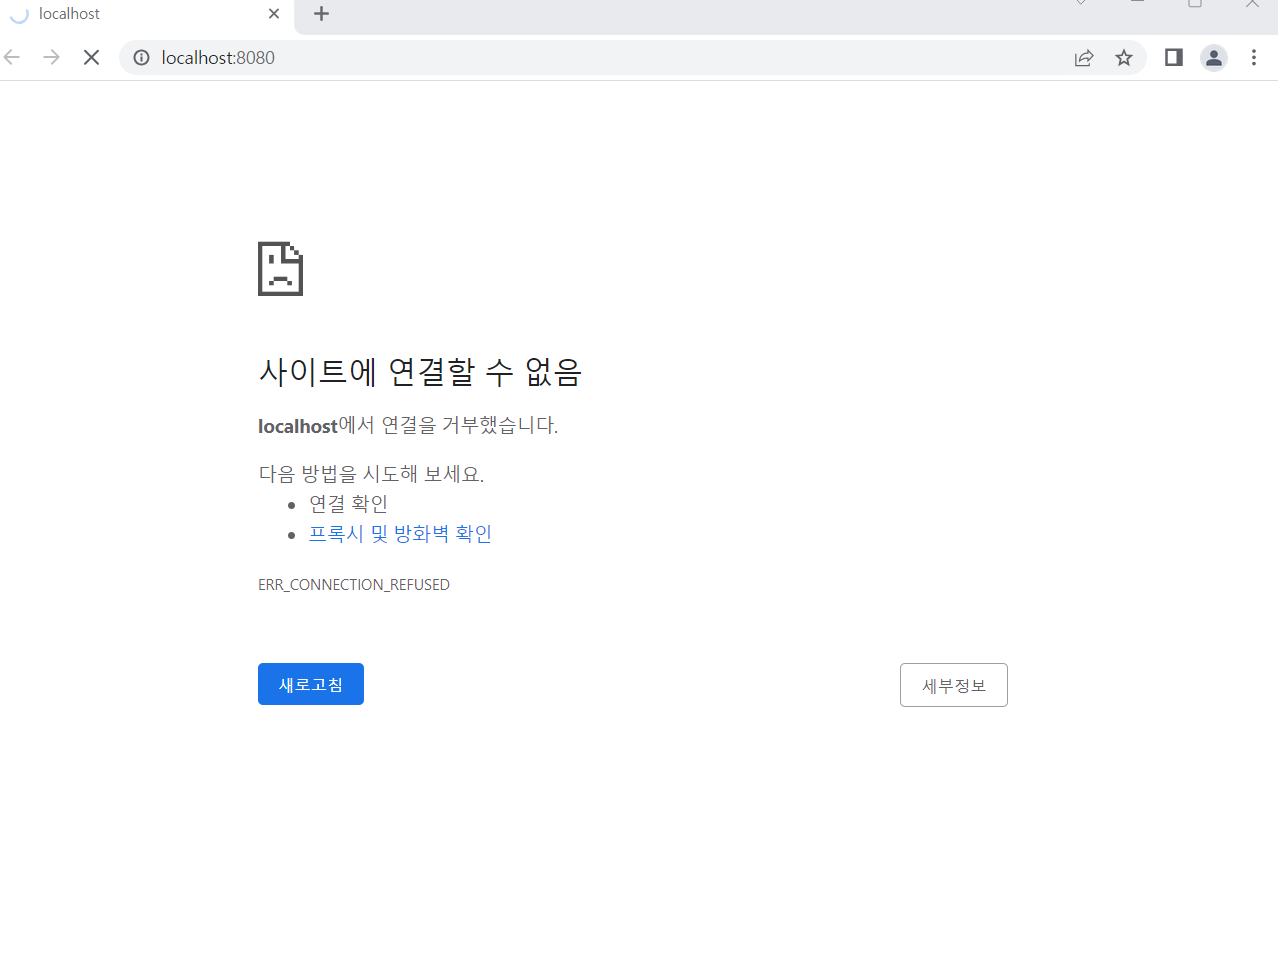 localhost
localhost:8080
사이트에 연결할 수 없음
localhost에서 연결을 거부했습니다.
다음 방법을 시도해 보세요.
연결 확인
프록시 및 방화벽 확인
ERR_CONNECTION_REFUSED
새로고침
세부정보